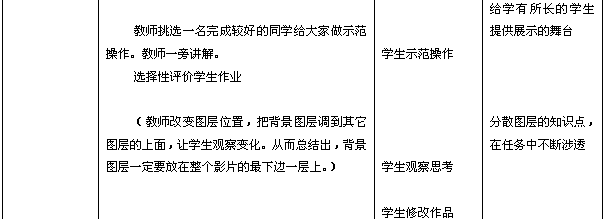 给学有所长的学生
提供展示的舞台
教师挑选一名完成较好的同学给大家做示范
操作。教师一旁讲解。
学生示范操作
选择性评价学生作业
（教师改变图层位置，把背景图层调到其它
图层的上面，让学生观察变化。从而总结出，背景
图层一定要放在整个影片的最下边一层上。）
分散图层的知识点，
在任务中不断涉透
学生观察思考
学生修改作品